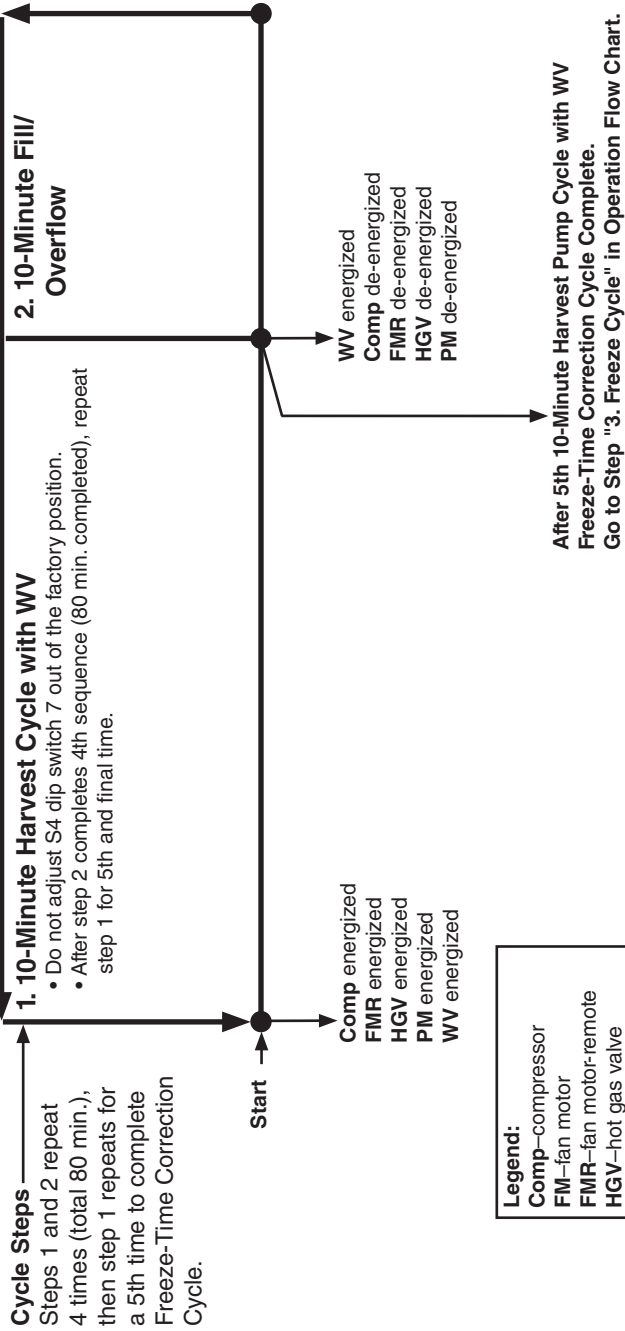 Cycle Steps
Steps 1 and 2 repeat
4 times (total 80 min.),
then step 1 repeats for
a 5th time to complete
Freeze-Time Correction
Cycle.
1. 10-Minute Harvest Cycle with WV
• Do not adjust S4 dip switch 7 out of the factory position.
• After step 2 completes 4th sequence (80 min. completed), repeat
step 1 for 5th and final time.
2. 10-Minute Fill/
Overflow
Start
Comp energized
FMR energized
HGV energized
PM energized
WV energized
WV energized
Comp de-energized
FMR de-energized
HGV de-energized
PM de-energized
After 5th 10-Minute Harvest Pump Cycle with WV
Freeze-Time Correction Cycle Complete.
Go to Step "3. Freeze Cycle" in Operation Flow Chart.
Legend:
Comp–compressor
FM–fan motor
FMR–fan motor-remote
HGV–hot gas valve